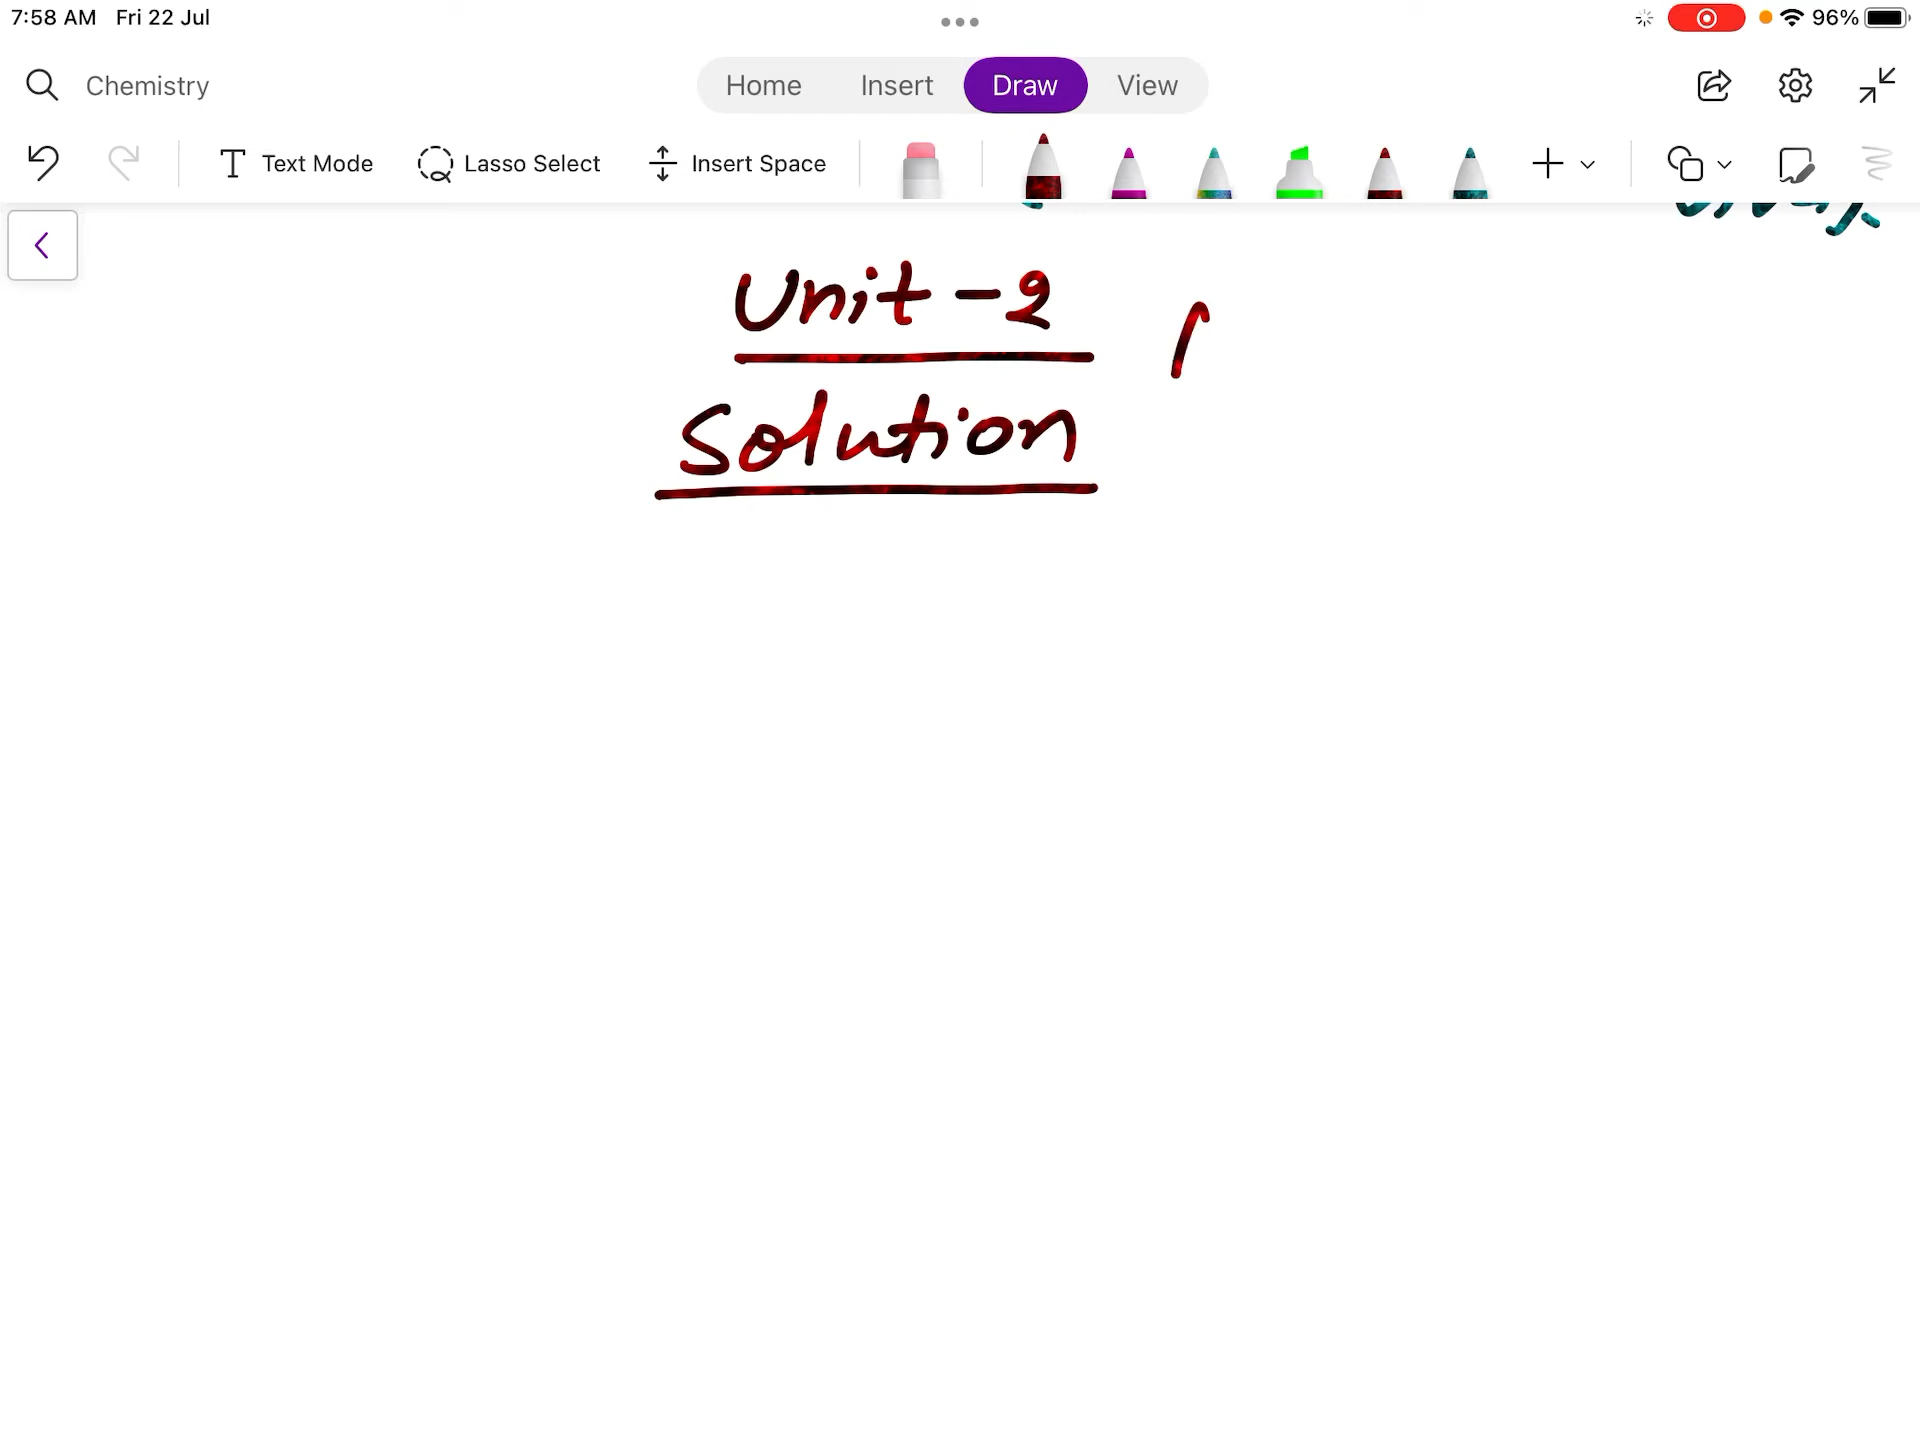 7:58 AM Fri 22 Jul 96%
Chemistry Home Insert Draw View
Text Mode Lasso Select Insert Space
Unit-2
Solution